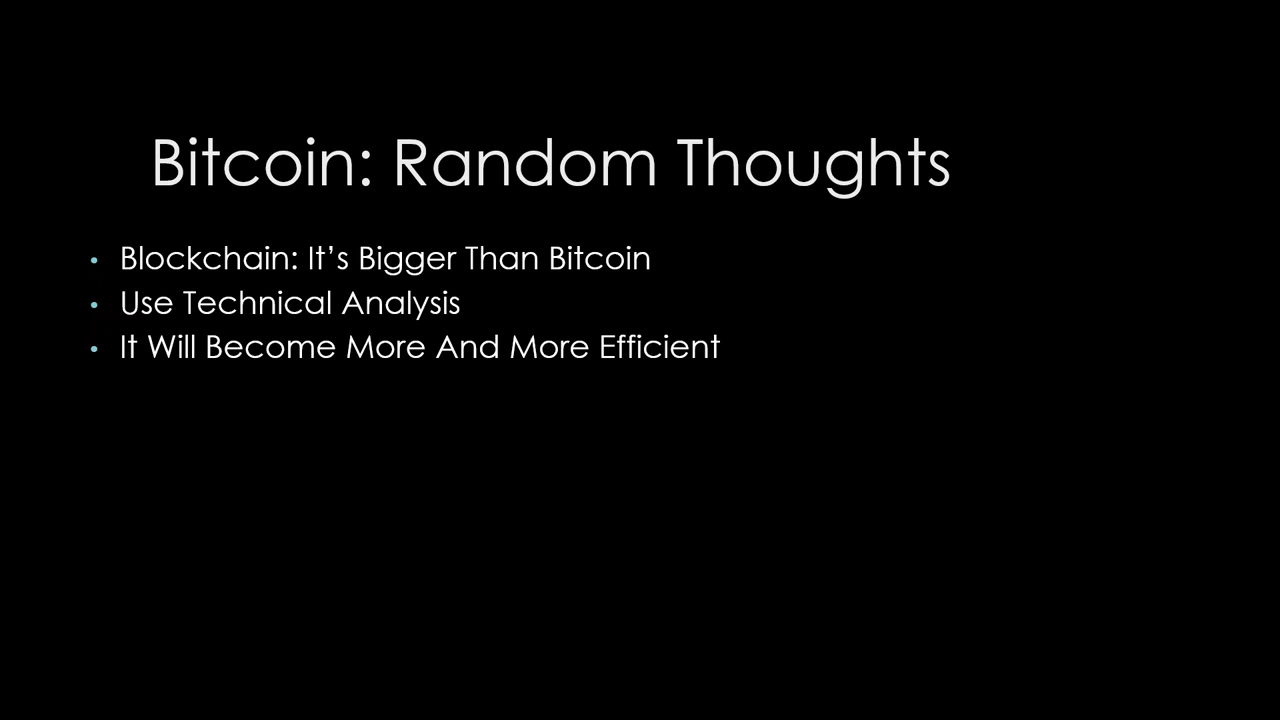 Bitcoin: Random Thoughts
• Blockchain: It’s Bigger Than Bitcoin
• Use Technical Analysis
• It Will Become More And More Efficient